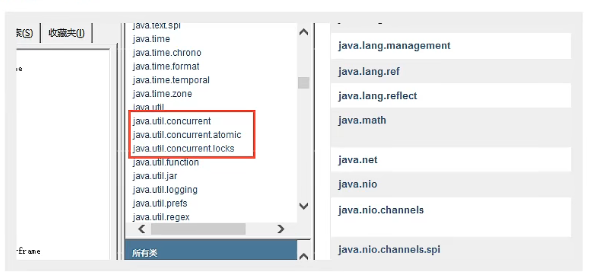 (S)
收藏夹(I)
java.text.spi
java.time
java.time.chrono
java.time.format
java.time.temporal
java.time.zone
java.util
java.util.concurrent
java.util.concurrent.atomic
java.util.concurrent.locks
java.util.function
java.util.jar
java.util.logging
java.util.prefs
java.util.regex
所有类
java.lang.management
java.lang.ref
java.lang.reflect
java.math
java.net
java.nio
java.nio.channels
java.nio.channels.spi